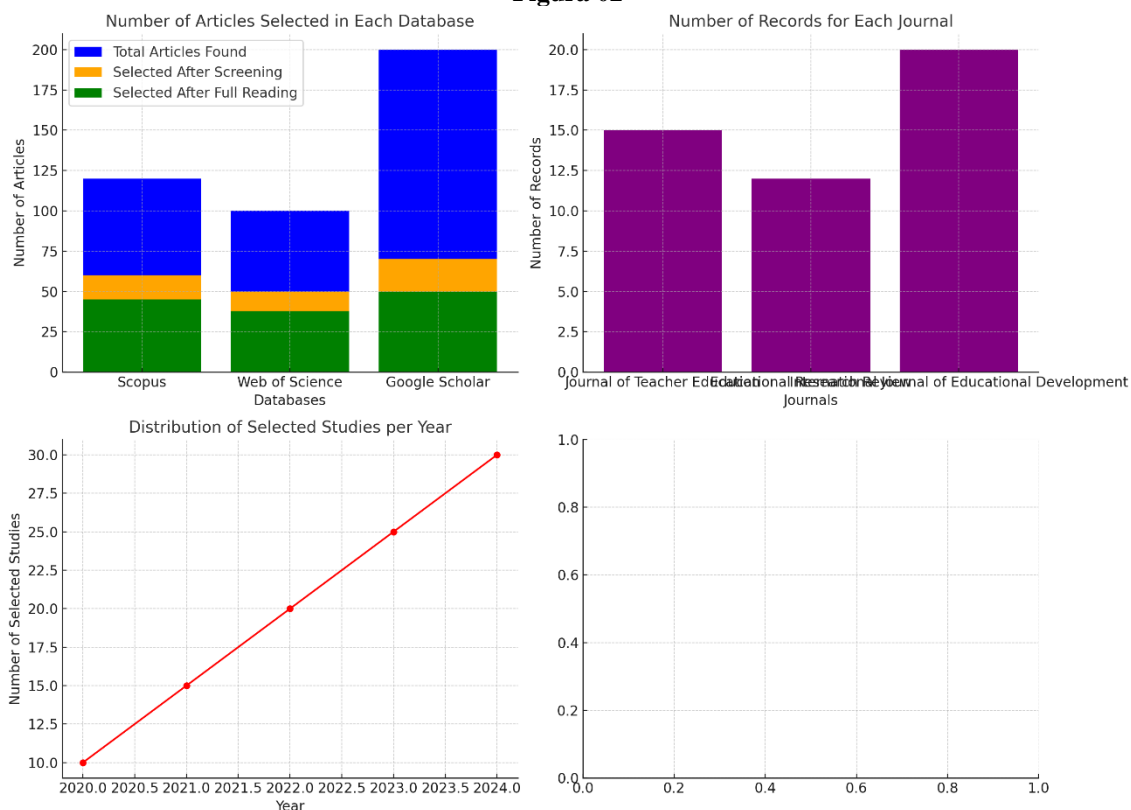 Number of Articles Selected in Each Database
200
175
150
125
100
75
50
25
0
Number of Articles
Total Articles Found
Selected After Screening
Selected After Full Reading
Scopus Web of Science Google Scholar
Databases
Number of Records for Each Journal
20.0
17.5
15.0
12.5
10.0
7.5
5.0
2.5
0.0
Number of Records
Journal of Teacher Education Educational Research Review International Journal of Educational Development
Journals
Distribution of Selected Studies per Year
30.0
27.5
25.0
22.5
20.0
17.5
15.0
12.5
10.0
Number of Selected Studies
2020.0 2020.5 2021.0 2021.5 2022.0 2022.5 2023.0 2023.5 2024.0
Year
1.0
0.8
0.6
0.4
0.2
0.0
0.0 0.2 0.4 0.6 0.8 1.0